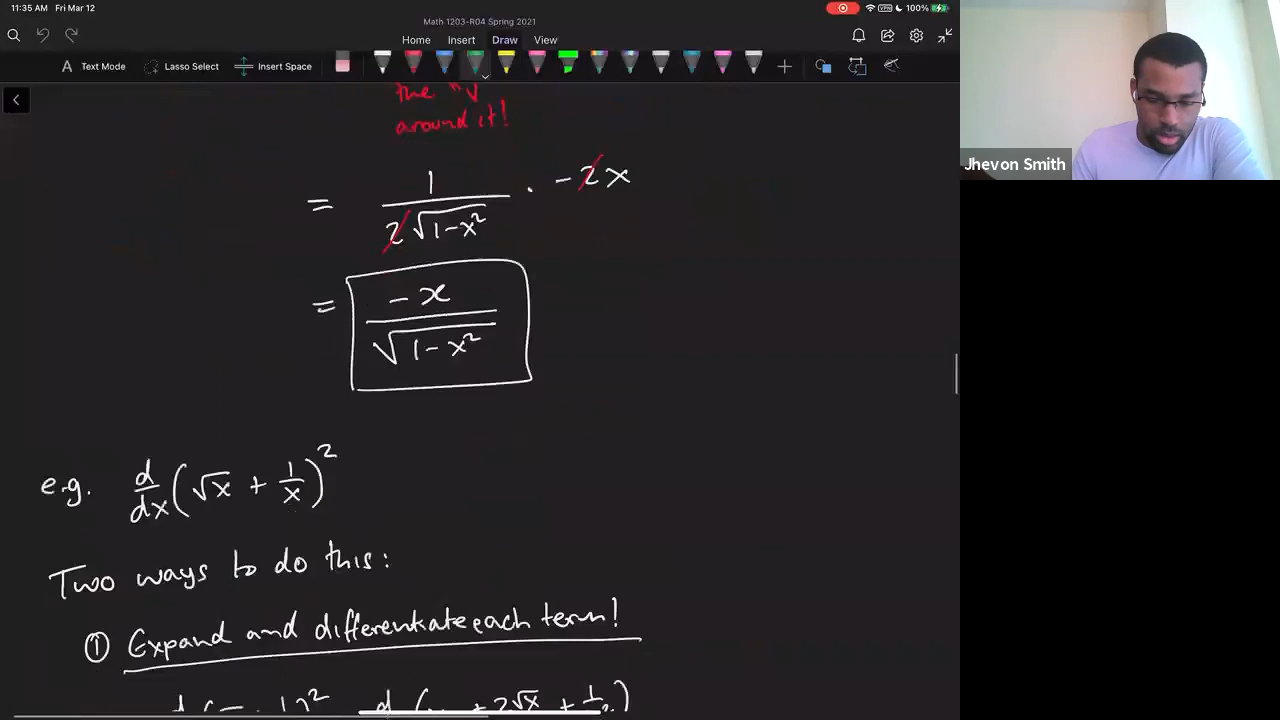 11:35 AM Fri Mar 12
100%
Math 1203-R04 Spring 2021
Home Insert Draw View
VPN
Text Mode Lasso Select Insert Space
the "√
around it!
= 1/(2√(1-x²)) · -2x
= -x/√(1-x²)
e.g. d/dx(√x + 1/x)²
Two ways to do this:
① Expand and differentiate each term!
Jhevon Smith